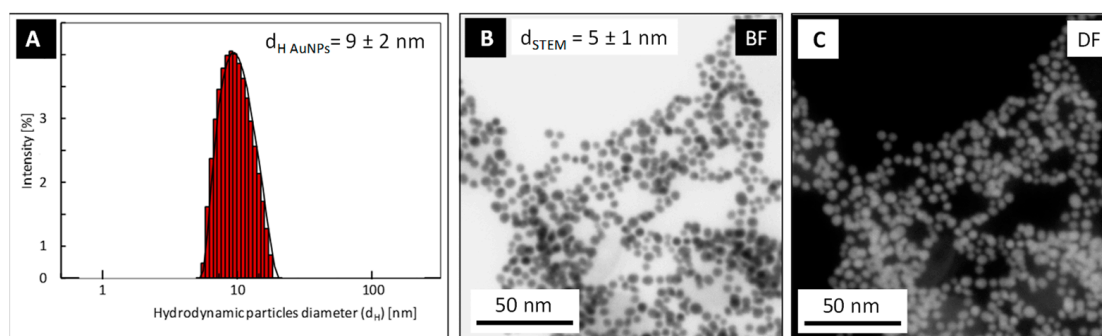 A
d_H AuNPs = 9 ± 2 nm
Intensity [%]
3
2
1
0
1
10
100
Hydrodynamic particles diameter (d_H) [nm]
B
d_STEM = 5 ± 1 nm
BF
50 nm
C
DF
50 nm